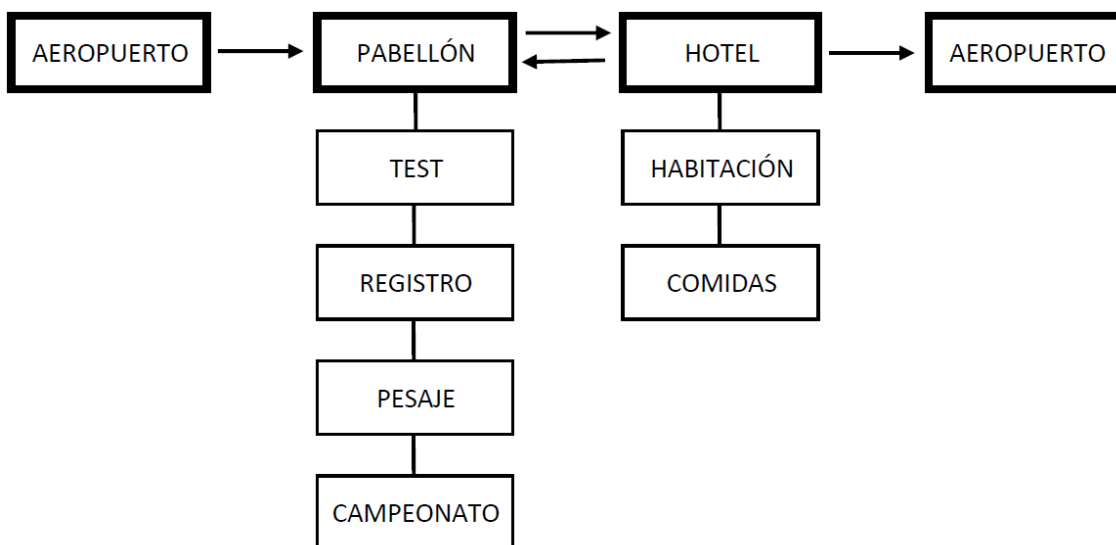 AEROPUERTO
PABELLÓN
HOTEL
AEROPUERTO
TEST
HABITACIÓN
REGISTRO
COMIDAS
PESAJE
CAMPEONATO